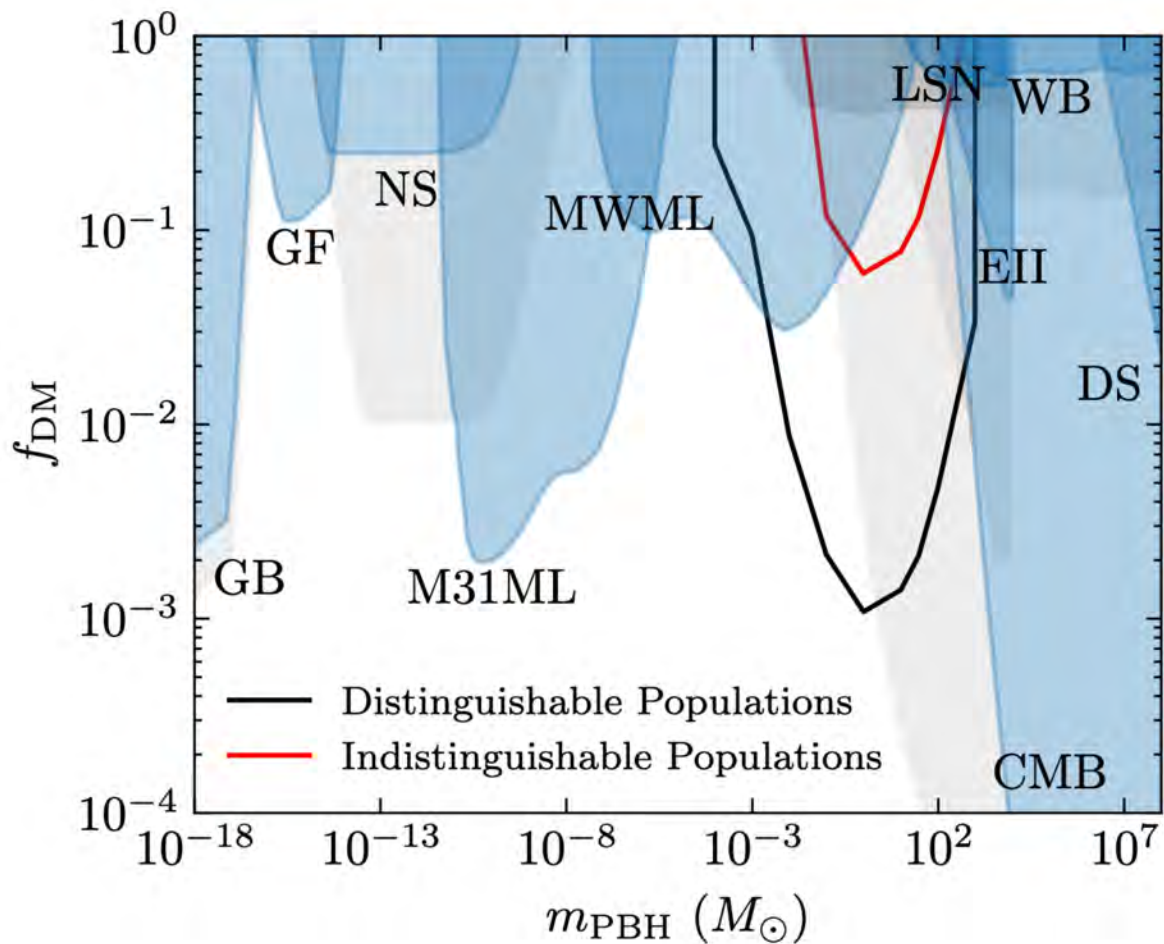 10^0
LSN
WB
NS
MWML
10^-1
GF
EII
f_DM
DS
10^-2
GB
M31ML
10^-3
Distinguishable Populations
Indistinguishable Populations
CMB
10^-4
10^-18 10^-13 10^-8 10^-3 10^2 10^7
m_PBH (M_⊙)